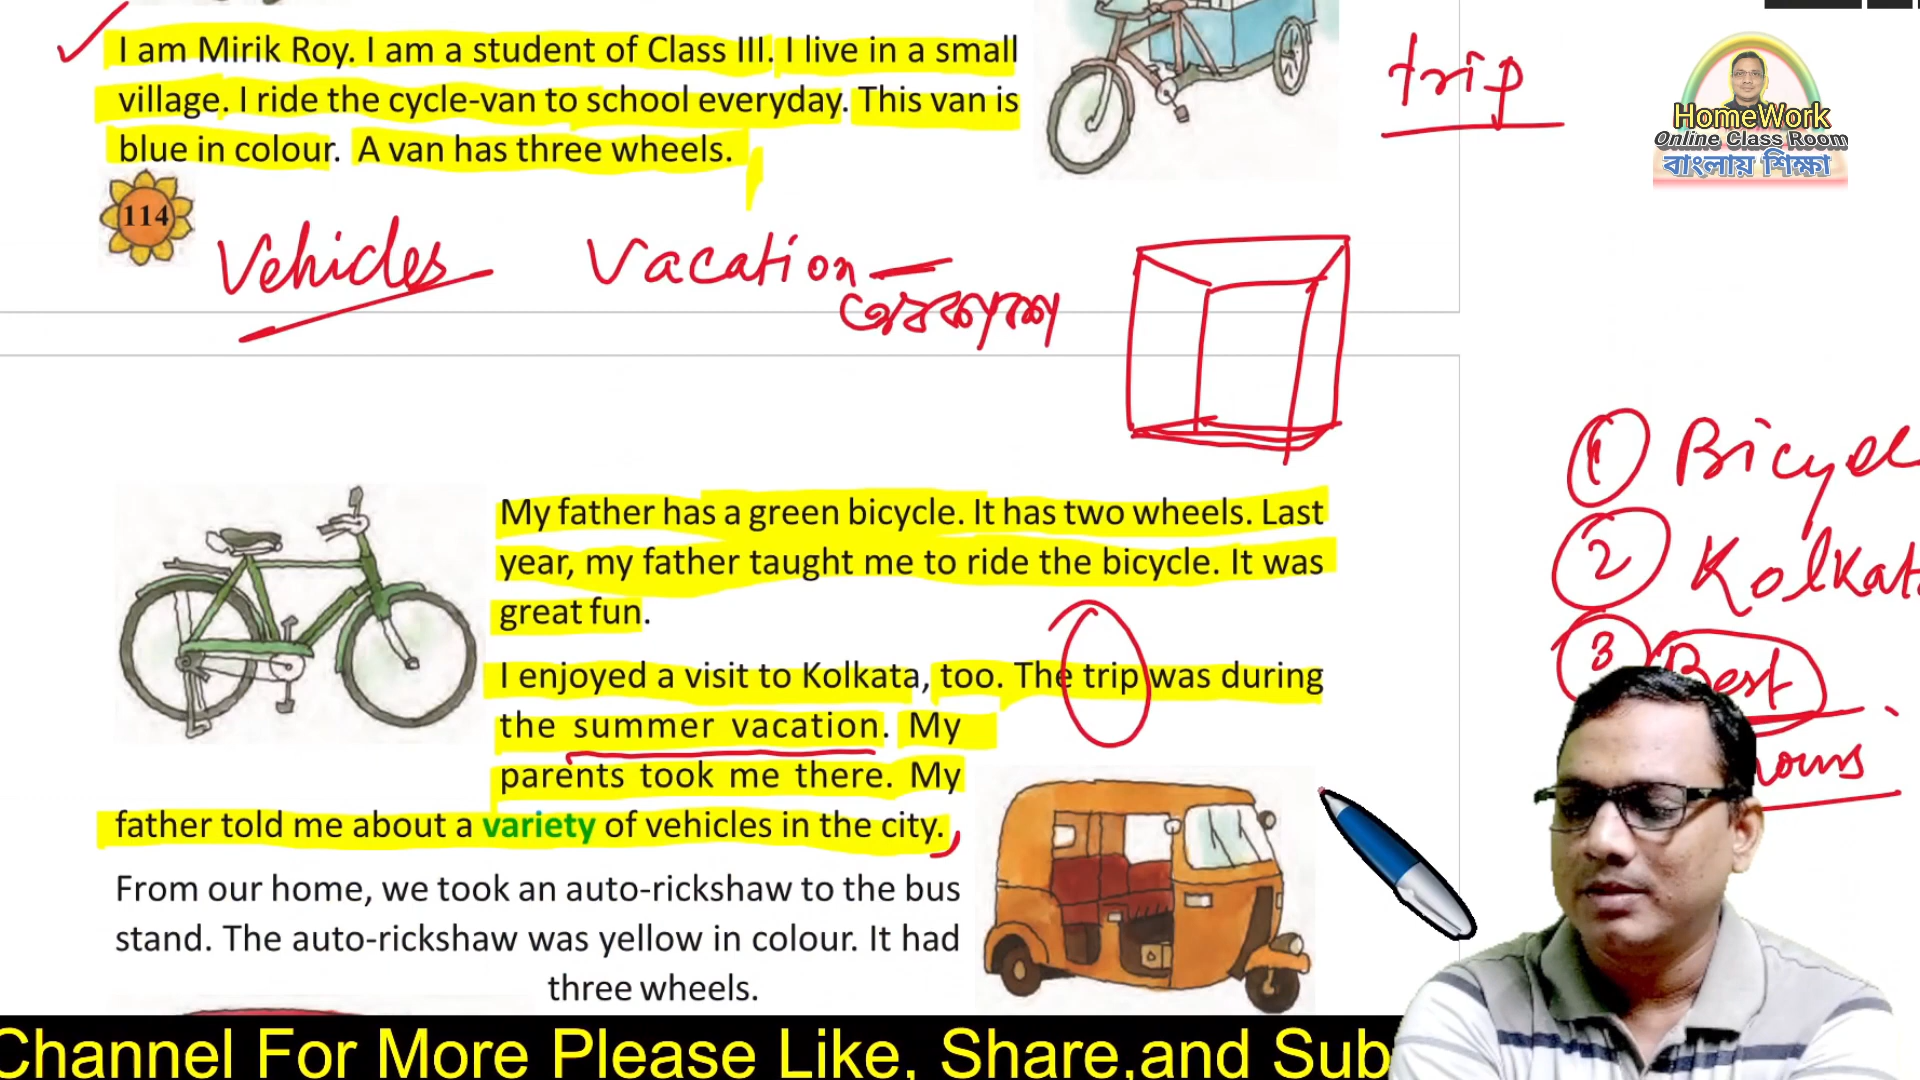 I am Mirik Roy. I am a student of Class III. I live in a small
village. I ride the cycle-van to school everyday. This van is
blue in colour. A van has three wheels.
trip
HomeWork
Online Class Room
বাংলায় শিক্ষা
114
Vehicles
Vacation —
① Bicycl
② Kolkat
③ Best
My father has a green bicycle. It has two wheels. Last
year, my father taught me to ride the bicycle. It was
great fun.
I enjoyed a visit to Kolkata, too. The trip was during
the summer vacation. My
parents took me there. My
father told me about a variety of vehicles in the city.
From our home, we took an auto-rickshaw to the bus
stand. The auto-rickshaw was yellow in colour. It had
three wheels.
Channel For More Please Like, Share,and Sub